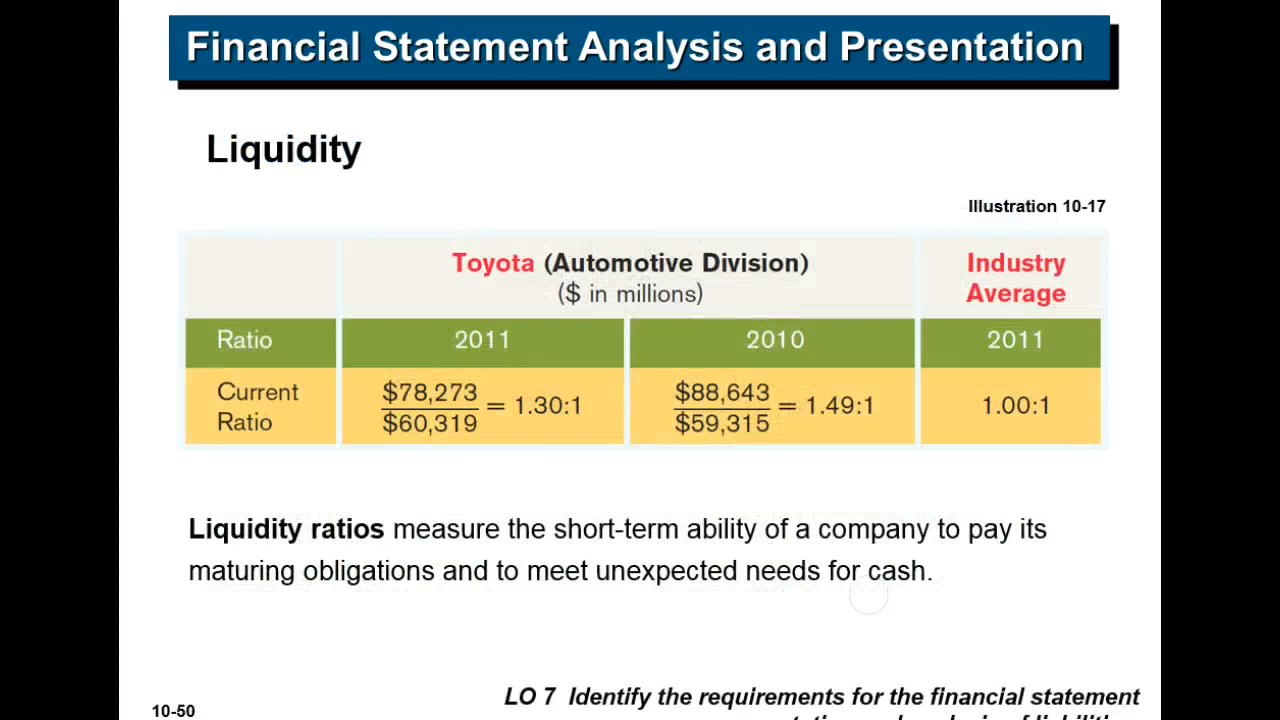 Financial Statement Analysis and Presentation
Liquidity
Illustration 10-17
Toyota (Automotive Division)
($ in millions)
Industry
Average
Ratio 2011 2010 2011
Current
Ratio
$78,273
$60,319
= 1.30:1
$88,643
$59,315
= 1.49:1
1.00:1
Liquidity ratios measure the short-term ability of a company to pay its
maturing obligations and to meet unexpected needs for cash.
LO 7 Identify the requirements for the financial statement
10-50